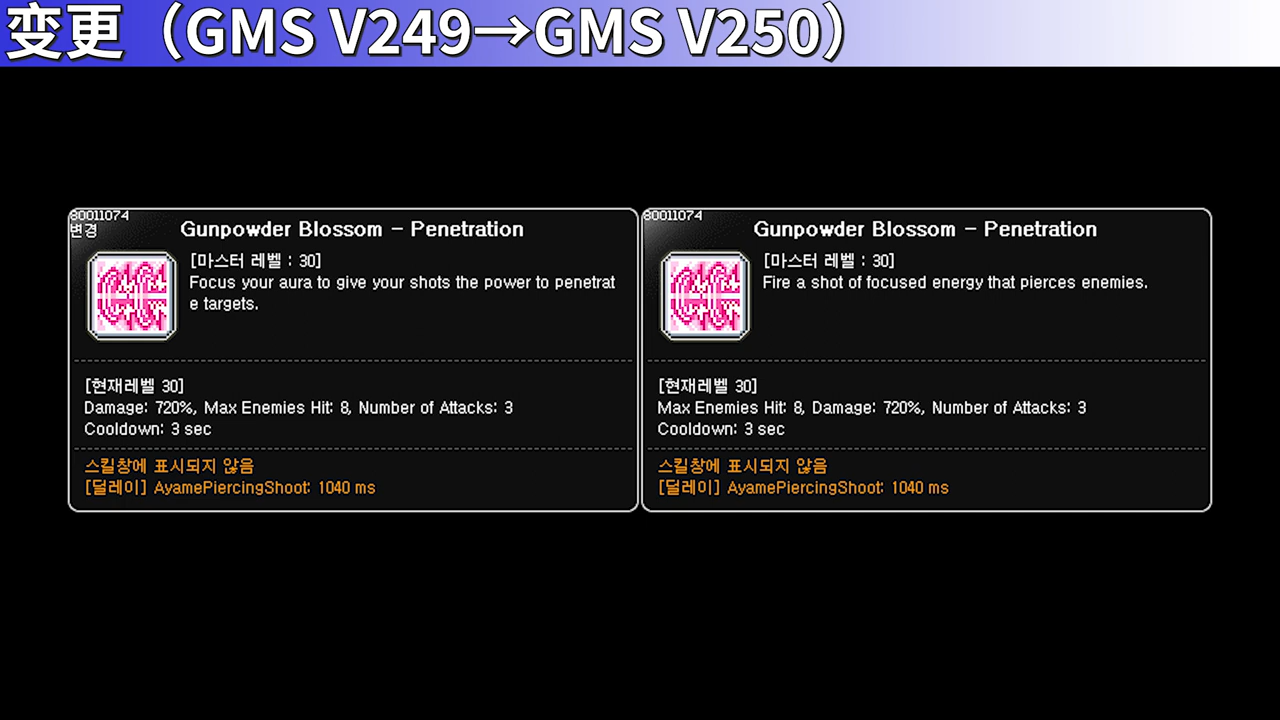 变更（GMS V249→GMS V250）
80011074
변경
Gunpowder Blossom - Penetration
[마스터 레벨 : 30]
Focus your aura to give your shots the power to penetrat
e targets.
[현재레벨 30]
Damage: 720%, Max Enemies Hit: 8, Number of Attacks: 3
Cooldown: 3 sec
스킬창에 표시되지 않음
[딜레이] AyamePiercingShoot: 1040 ms
80011074
Gunpowder Blossom - Penetration
[마스터 레벨 : 30]
Fire a shot of focused energy that pierces enemies.
[현재레벨 30]
Max Enemies Hit: 8, Damage: 720%, Number of Attacks: 3
Cooldown: 3 sec
스킬창에 표시되지 않음
[딜레이] AyamePiercingShoot: 1040 ms